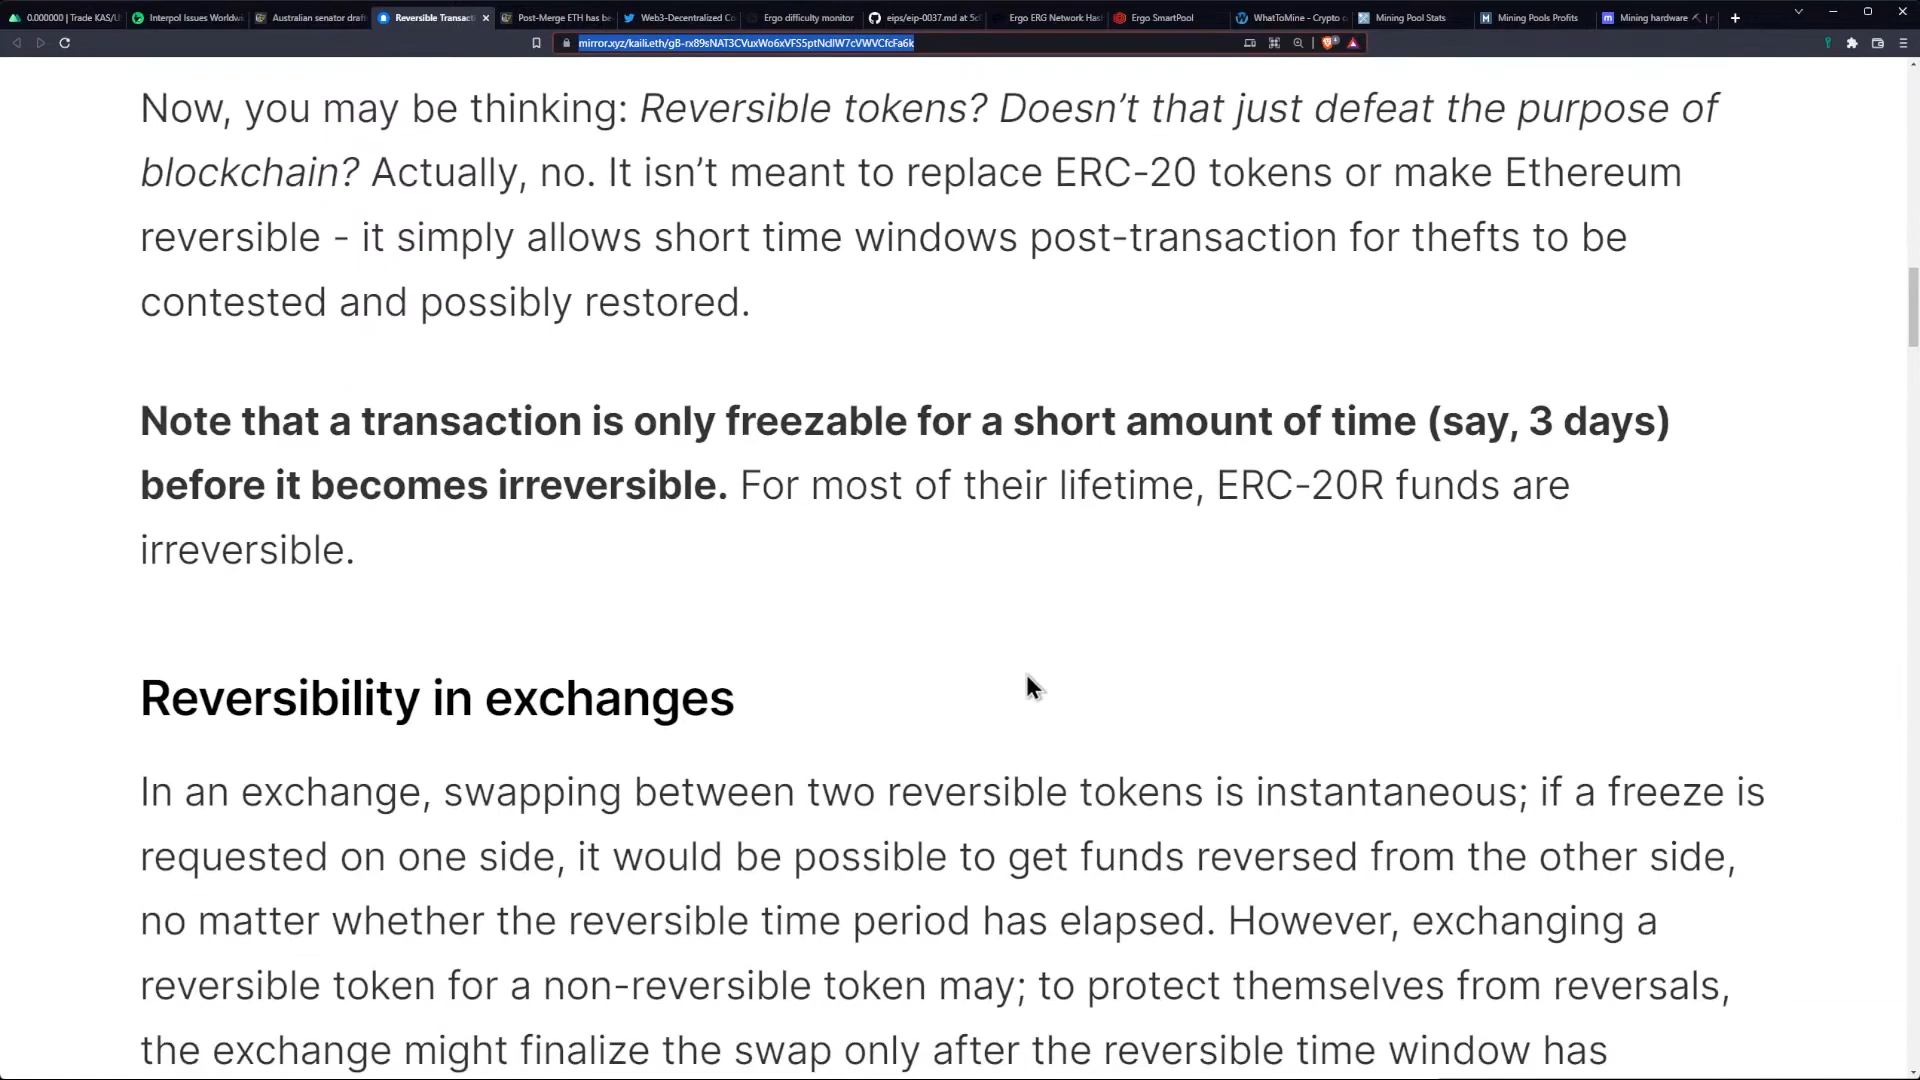 0.000000 | Trade KAS/U
Interpol Issues Worldwi
Australian senator draf
Reversible Transact
Post-Merge ETH has be
Web3-Decentralized Co
Ergo difficulty monitor
eips/eip-0037.md at 5c
Ergo ERG Network Has
Ergo SmartPool
WhatToMine - Crypto c
Mining Pool Stats
Mining Pools Profits
Mining hardware
Now, you may be thinking: Reversible tokens? Doesn’t that just defeat the purpose of
blockchain? Actually, no. It isn’t meant to replace ERC-20 tokens or make Ethereum
reversible - it simply allows short time windows post-transaction for thefts to be
contested and possibly restored.
Note that a transaction is only freezable for a short amount of time (say, 3 days)
before it becomes irreversible. For most of their lifetime, ERC-20R funds are
irreversible.
Reversibility in exchanges
In an exchange, swapping between two reversible tokens is instantaneous; if a freeze is
requested on one side, it would be possible to get funds reversed from the other side,
no matter whether the reversible time period has elapsed. However, exchanging a
reversible token for a non-reversible token may; to protect themselves from reversals,
the exchange might finalize the swap only after the reversible time window has